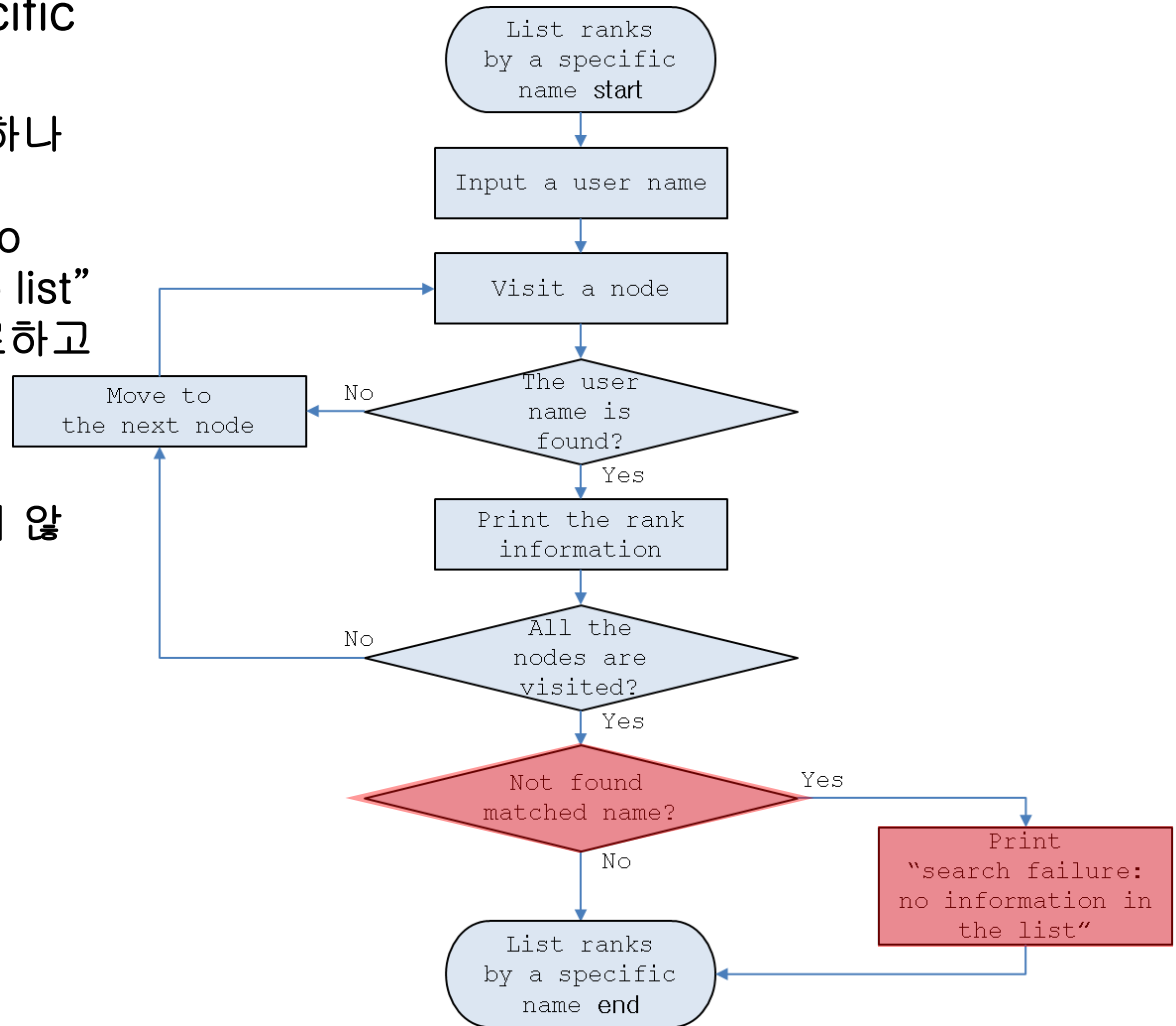 cific
하나
o
list”
하고
않
List ranks
by a specific
name start
Input a user name
Visit a node
The user
name is
found?
No
Move to
the next node
Yes
Print the rank
information
All the
nodes are
visited?
No
Yes
Not found
matched name?
Yes
No
Print
“search failure:
no information in
the list“
List ranks
by a specific
name end